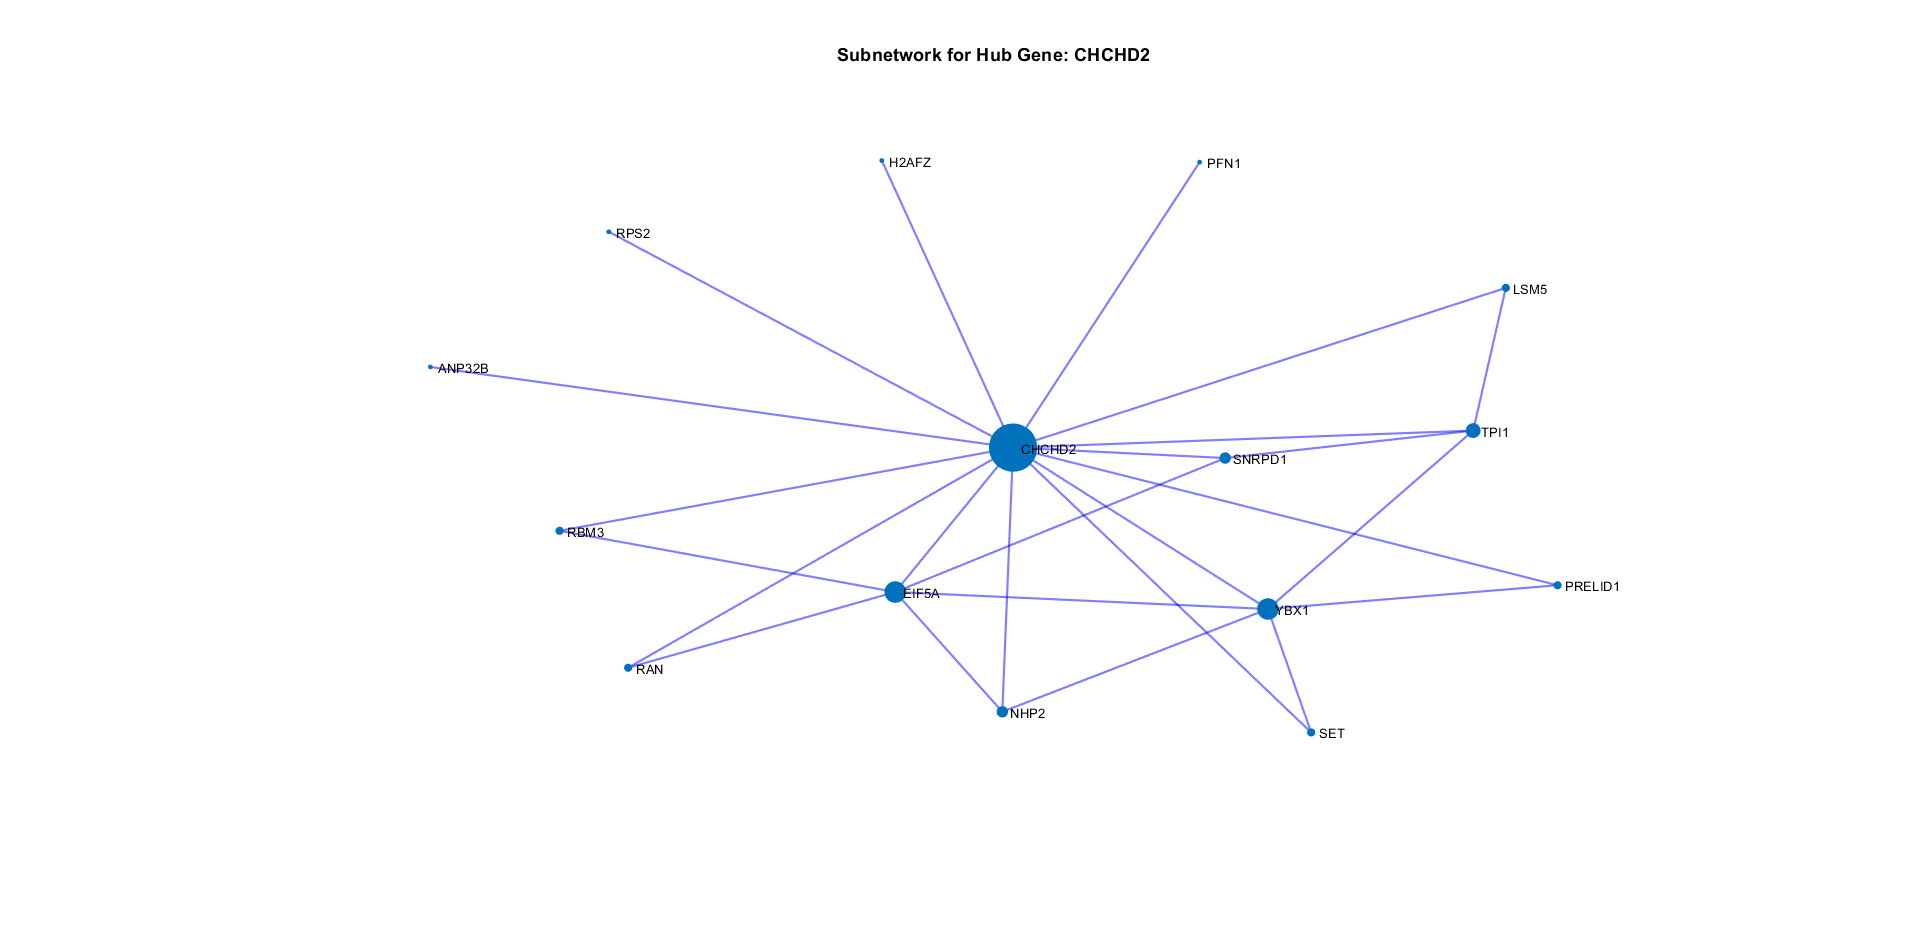 Subnetwork for Hub Gene: CHCHD2
H2AFZ
PFN1
RPS2
LSM5
ANP32B
TPI1
CHCHD2
SNRPD1
RBM3
PRELID1
EIF5A
YBX1
RAN
NHP2
SET